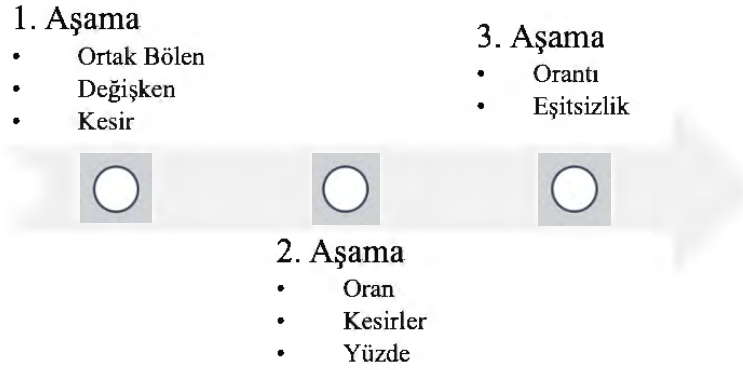 1. Aşama
• Ortak Bölen
• Değişken
• Kesir
2. Aşama
• Oran
• Kesirler
• Yüzde
3. Aşama
• Orantı
• Eşitsizlik